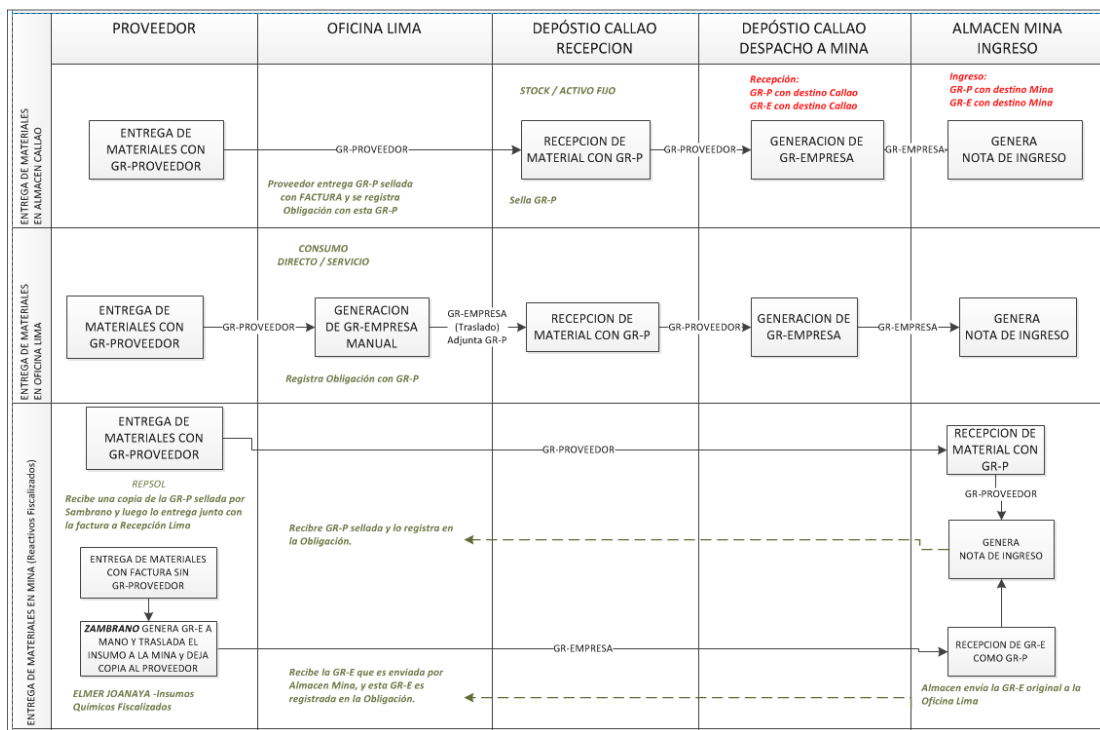 PROVEEDOR
OFICINA LIMA
DEPÓSTIO CALLAO
RECEPCION
DEPÓSTIO CALLAO
DESPACHO A MINA
ALMACEN MINA
INGRESO
ENTREGA DE MATERIALES
EN ALMACEN CALLAO
ENTREGA DE
MATERIALES CON
GR-PROVEEDOR
GR-PROVEEDOR
Proveedor entrega GR-P sellada
con FACTURA y se registra
Obligación con esta GR-P
STOCK / ACTIVO FIJO
RECEPCION DE
MATERIAL CON GR-P
Sella GR-P
GR-PROVEEDOR
Recepción:
GR-P con destino Callao
GR-E con destino Callao
GENERACION DE
GR-EMPRESA
GR-EMPRESA
Ingreso:
GR-P con destino Mina
GR-E con destino Mina
GENERA
NOTA DE INGRESO
ENTREGA DE MATERIALES
EN OFICINA LIMA
ENTREGA DE
MATERIALES CON
GR-PROVEEDOR
GR-PROVEEDOR
CONSUMO
DIRECTO / SERVICIO
GENERACION
DE GR-EMPRESA
MANUAL
Registra Obligación con GR-P
GR-EMPRESA
(Traslado)
Adjunta GR-P
RECEPCION DE
MATERIAL CON GR-P
GR-PROVEEDOR
GENERACION DE
GR-EMPRESA
GR-EMPRESA
GENERA
NOTA DE INGRESO
ENTREGA DE MATERIALES EN MINA (Reactivos Fiscalizados)
ENTREGA DE
MATERIALES CON
GR-PROVEEDOR
GR-PROVEEDOR
RECEPCION DE
MATERIAL CON
GR-P
GR-PROVEEDOR
REPSOL
Recibe una copia de la GR-P sellada por
Sambrano y luego lo entrega junto con
la factura a Recepción Lima
Recibre GR-P sellada y lo registra en
la Obligación.
GENERA
NOTA DE INGRESO
ENTREGA DE MATERIALES
CON FACTURA SIN
GR-PROVEEDOR
ZAMBRANO GENERA GR-E A
MANO Y TRASLADA EL
INSUMO A LA MINA y DEJA
COPIA AL PROVEEDOR
GR-EMPRESA
RECEPCION DE GR-E
COMO GR-P
ELMER JOANAYA -Insumos
Químicos Fiscalizados
Recibe la GR-E que es enviada por
Almacen Mina, y esta GR-E es
registrada en la Obligación.
Almacen envía la GR-E original a la
Oficina Lima